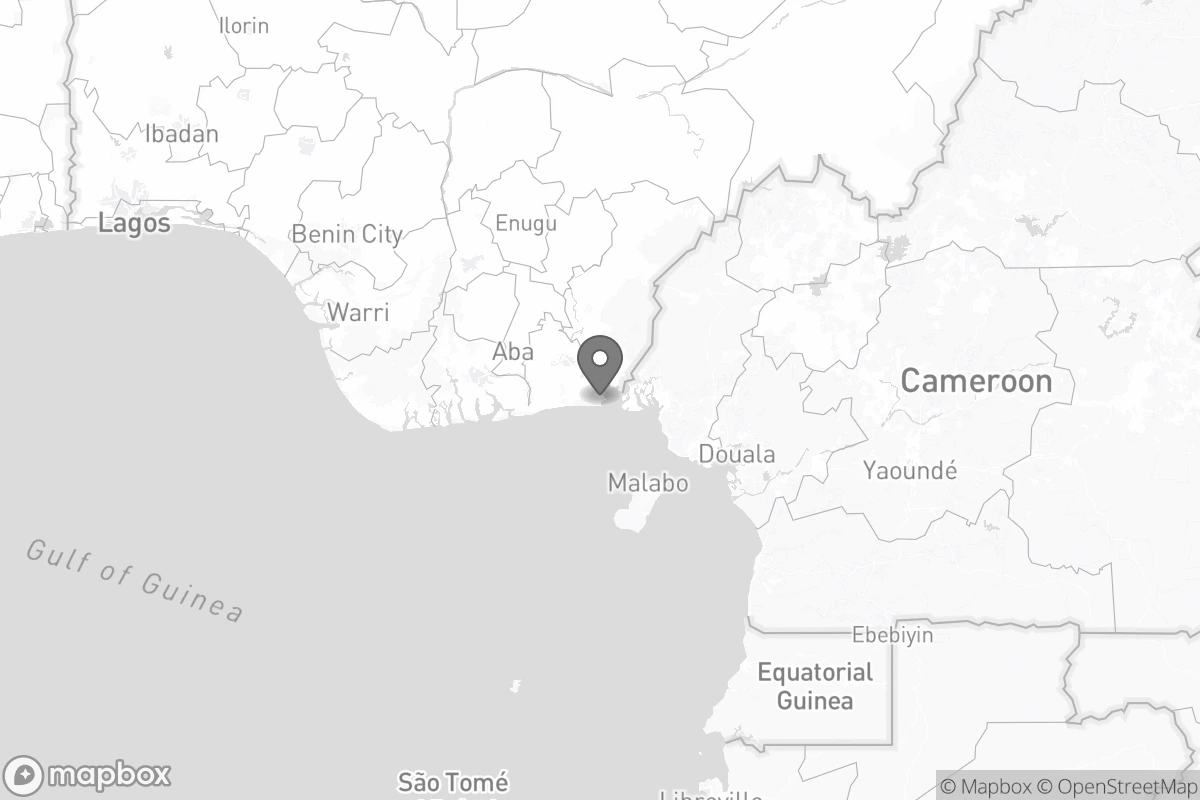 Ilorin
Ibadan
Lagos
Benin City
Enugu
Warri
Aba
Cameroon
Douala
Yaoundé
Malabo
Gulf of Guinea
Ebebiyin
Equatorial
Guinea
São Tomé
mapbox
© Mapbox © OpenStreetMap